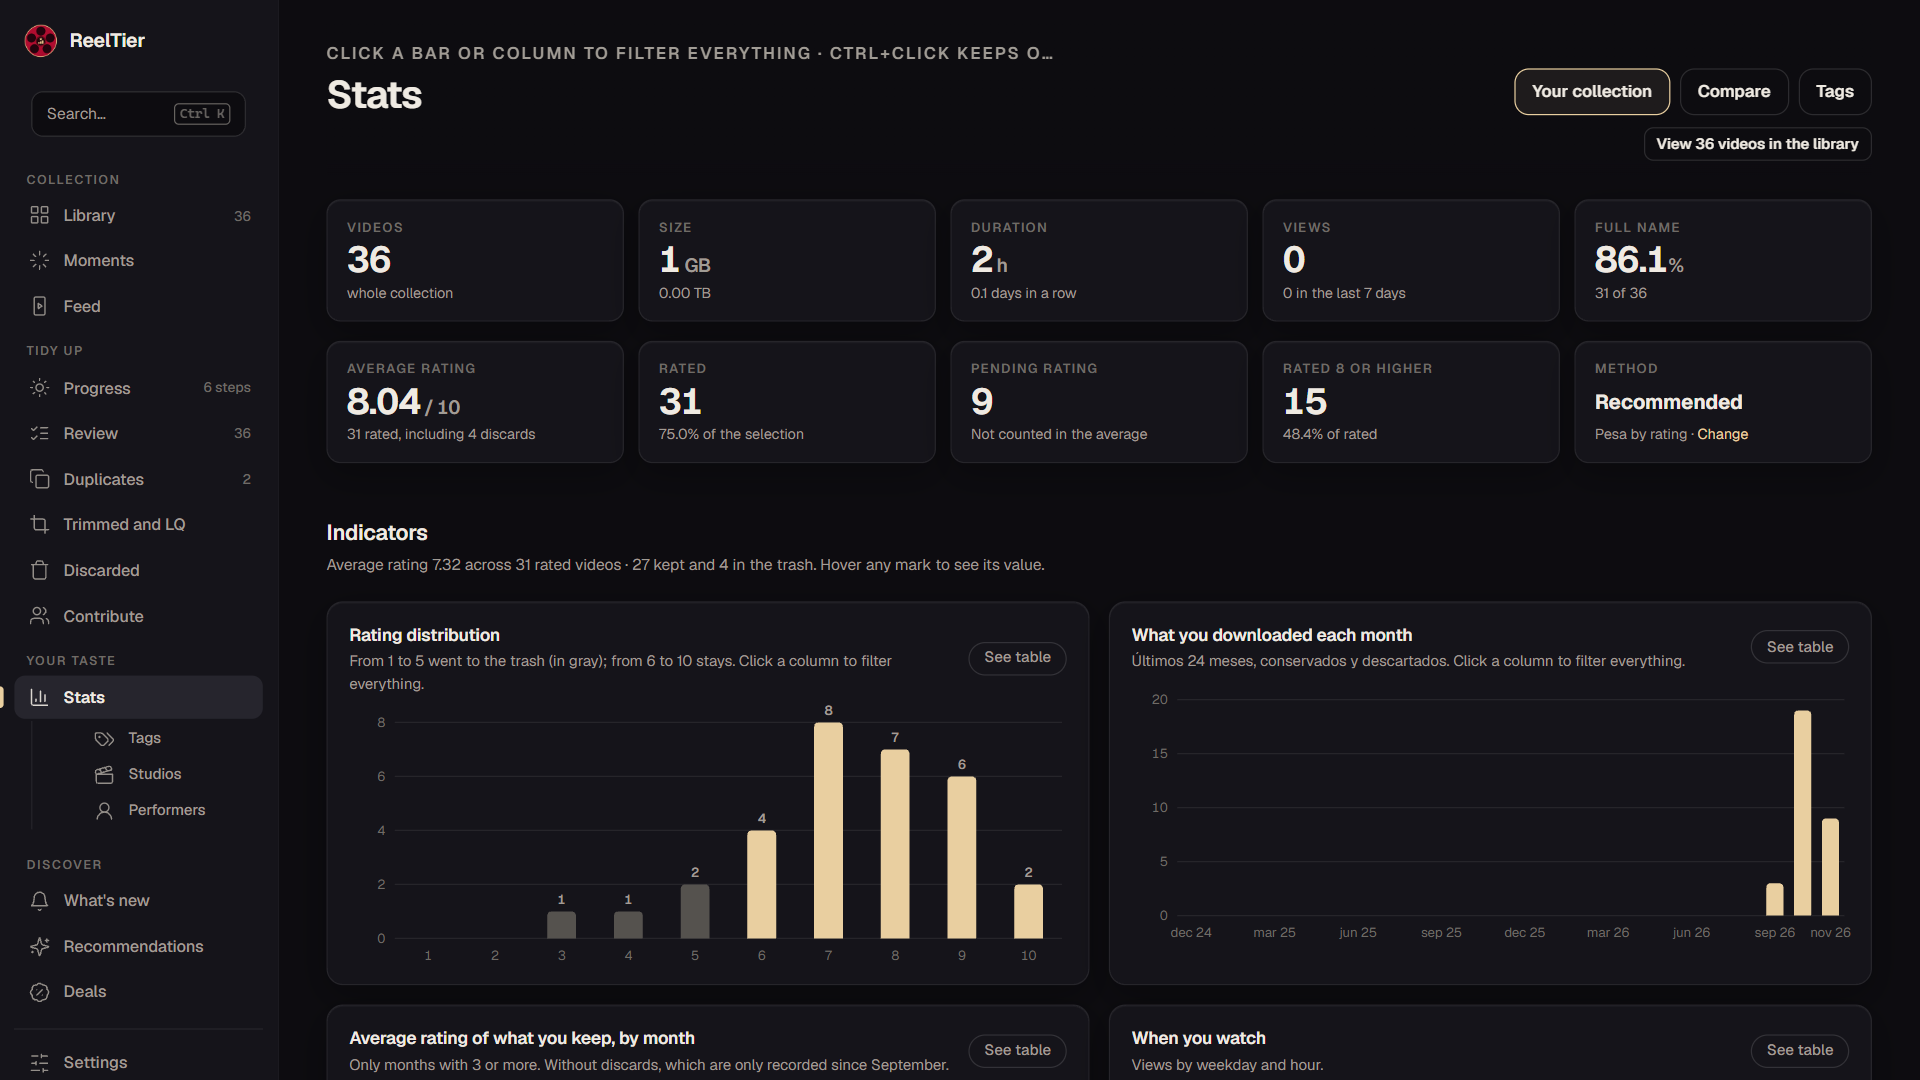 ReelTier
Search...
Ctrl K
COLLECTION
Library 36
Moments
Feed
TIDY UP
Progress 6 steps
Review 36
Duplicates 2
Trimmed and LQ
Discarded
Contribute
YOUR TASTE
Stats
Tags
Studios
Performers
DISCOVER
What's new
Recommendations
Deals
Settings
CLICK A BAR OR COLUMN TO FILTER EVERYTHING · CTRL+CLICK KEEPS O...
Stats
Your collection
Compare
Tags
View 36 videos in the library
VIDEOS
36
whole collection
SIZE
1 GB
0.00 TB
DURATION
2 h
0.1 days in a row
VIEWS
0
0 in the last 7 days
FULL NAME
86.1%
31 of 36
AVERAGE RATING
8.04 / 10
31 rated, including 4 discards
RATED
31
75.0% of the selection
PENDING RATING
9
Not counted in the average
RATED 8 OR HIGHER
15
48.4% of rated
METHOD
Recommended
Pesa by rating · Change
Indicators
Average rating 7.32 across 31 rated videos · 27 kept and 4 in the trash. Hover any mark to see its value.
Rating distribution
From 1 to 5 went to the trash (in gray); from 6 to 10 stays. Click a column to filter
everything.
See table
8
6
4
2
0
1
1
2
4
8
7
6
2
1 2 3 4 5 6 7 8 9 10
What you downloaded each month
Últimos 24 meses, conservados y descartados. Click a column to filter everything.
See table
20
15
10
5
0
dec 24 mar 25 jun 25 sep 25 dec 25 mar 26 jun 26 sep 26 nov 26
Average rating of what you keep, by month
Only months with 3 or more. Without discards, which are only recorded since September.
See table
When you watch
Views by weekday and hour.
See table